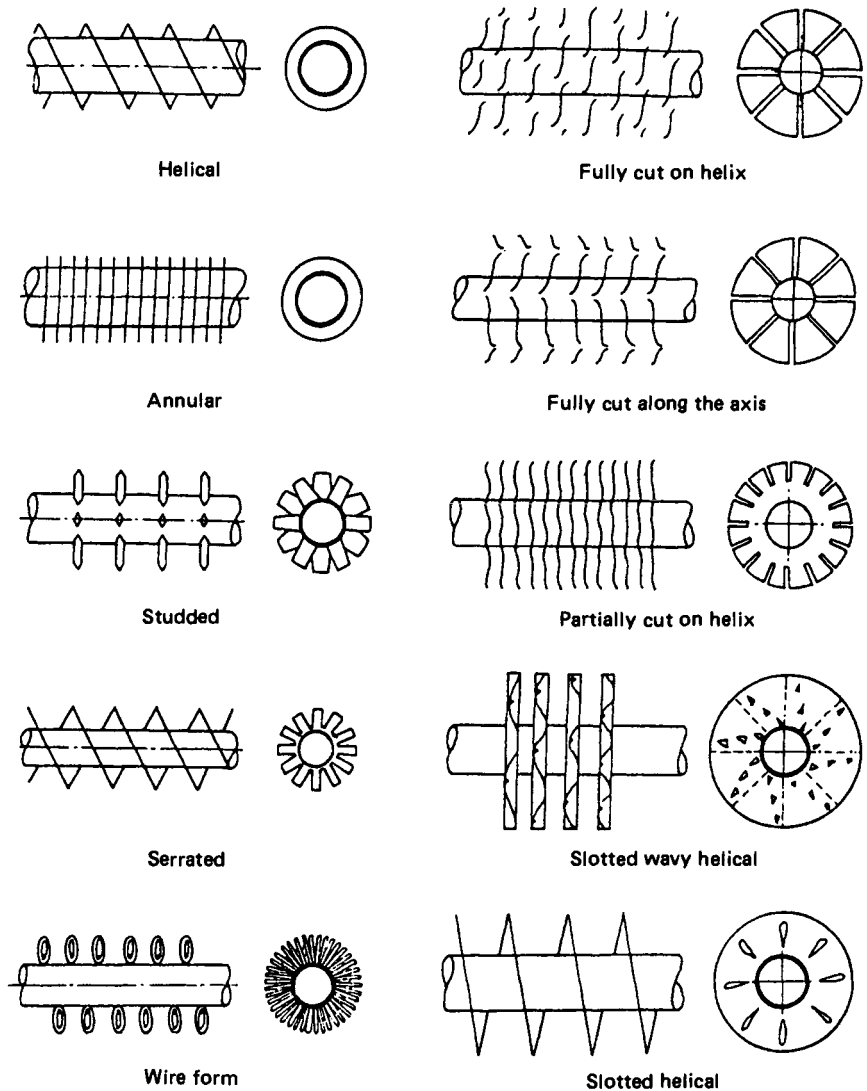 Helical
Fully cut on helix
Annular
Fully cut along the axis
Studded
Partially cut on helix
Serrated
Slotted wavy helical
Wire form
Slotted helical